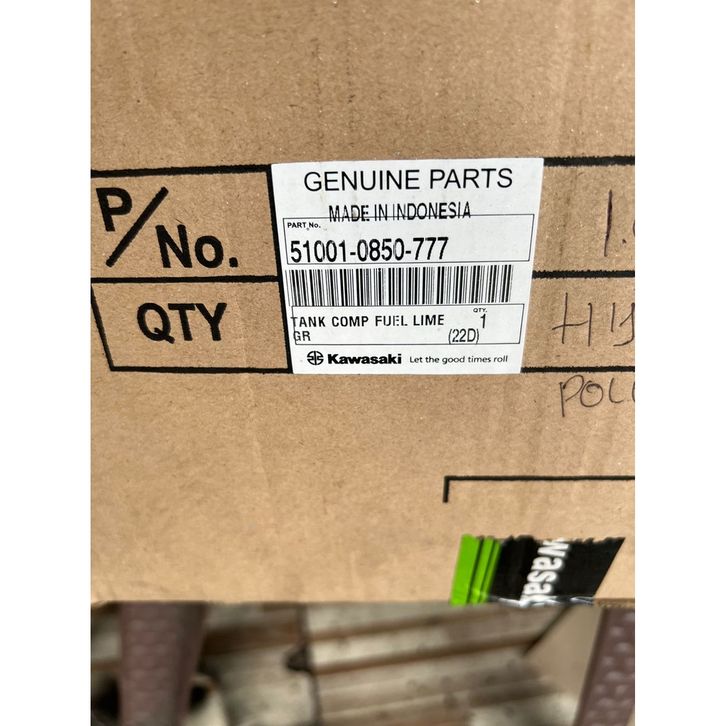 P/No.
QTY
GENUINE PARTS
MADE IN INDONESIA
PART No.
51001-0850-777
TANK COMP FUEL LIME
GR
QTY.
1
(22D)
Kawasaki Let the good times roll